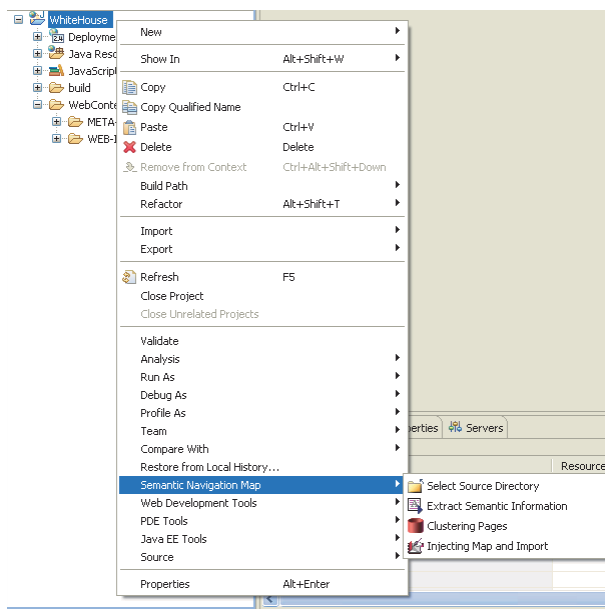 WhiteHouse
Deployme
Java Reso
JavaScript
build
WebConte
META-
WEB-I
New
Show In Alt+Shift+W
Copy Ctrl+C
Copy Qualified Name
Paste Ctrl+V
Delete Delete
Remove from Context Ctrl+Alt+Shift+Down
Build Path
Refactor Alt+Shift+T
Import
Export
Refresh F5
Close Project
Close Unrelated Projects
Validate
Analysis
Run As
Debug As
Profile As
Team
Compare With
Restore from Local History...
Semantic Navigation Map
Web Development Tools
PDE Tools
Java EE Tools
Source
Properties Alt+Enter
perties Servers
Resource
Select Source Directory
Extract Semantic Information
Clustering Pages
Injecting Map and Import